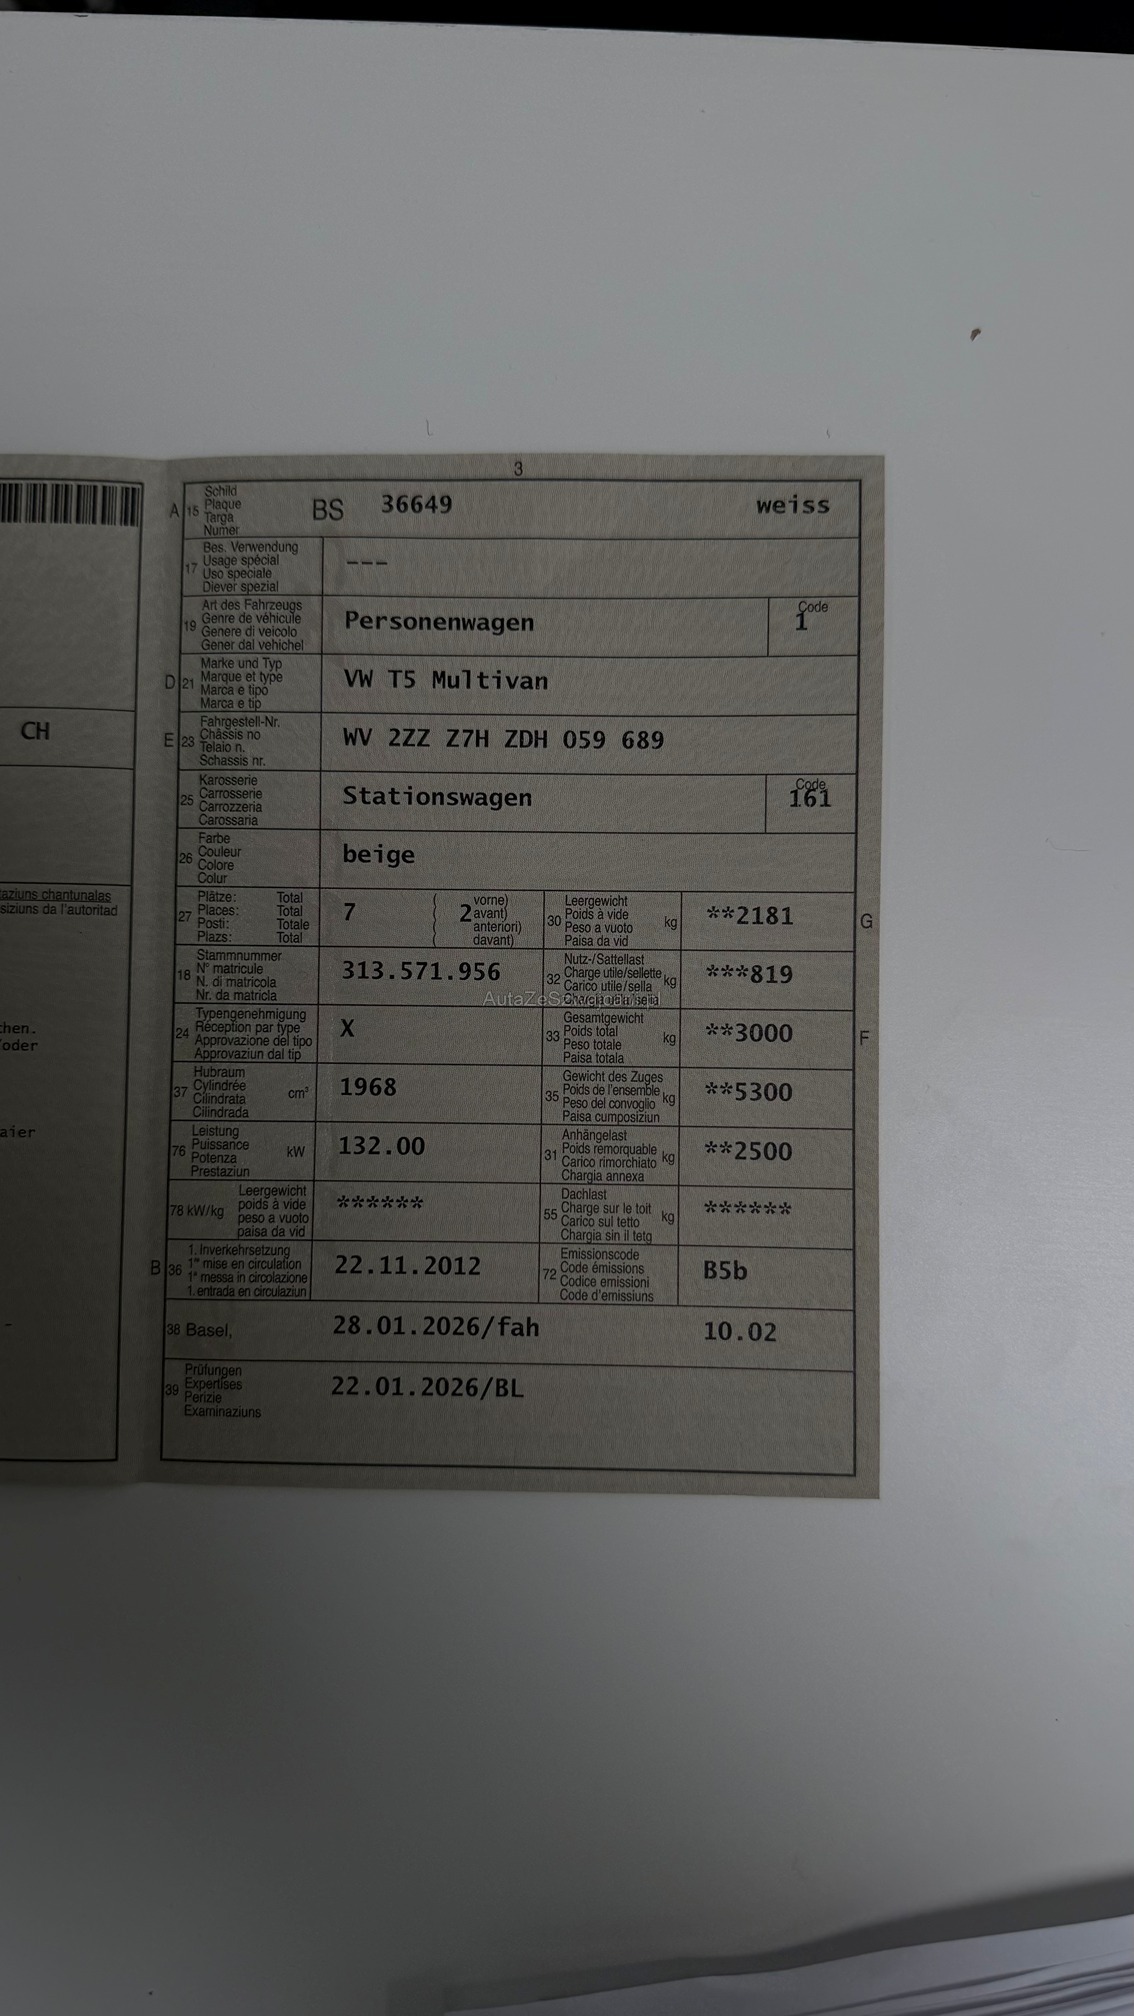 3
A 15 Schild
Plaque
Targa
Numer
BS 36649 weiss
17 Bes. Verwendung
Usage spécial
Uso speciale
Diever spezial
---
19 Art des Fahrzeugs
Genre de véhicule
Genere di veicolo
Gener dal vehichel
Personenwagen
Code
1
D 21 Marke und Typ
Marque et type
Marca e tipo
Marca e tip
VW T5 Multivan
CH
E 23 Fahrgestell-Nr.
Châssis no
Telaio n.
Schassis nr.
WV 2ZZ Z7H ZDH 059 689
25 Karosserie
Carrosserie
Carrozzeria
Carossaria
Stationswagen
Code
161
26 Farbe
Couleur
Colore
Colur
beige
aziuns chantunalas
siziuns da l'autoritad
27 Plätze: Total
Places: Total
Posti: Totale
Plazs: Total
7
2 vorne)
avant)
anteriori)
davant)
30 Leergewicht
Poids à vide
Peso a vuoto
Paisa da vid
kg
**2181
G
18 Stammnummer
N° matricule
N. di matricola
Nr. da matricla
313.571.956
32 Nutz-/Sattellast
Charge utile/sellette
Carico utile/sella
kg
***819
24 Typengenehmigung
Réception par type
Approvazione del tipo
Approvaziun dal tip
X
33 Gesamtgewicht
Poids total
Peso totale
Paisa totala
kg
**3000
F
chen.
oder
37 Hubraum
Cylindrée
Cilindrata
Cilindrada
cm³
1968
35 Gewicht des Zuges
Poids de l'ensemble
Peso del convoglio
Paisa cumposiziun
kg
**5300
aier
76 Leistung
Puissance
Potenza
Prestaziun
kW
132.00
31 Anhängelast
Poids remorquable
Carico rimorchiato
Chargia annexa
kg
**2500
78 kW/kg Leergewicht
poids à vide
peso a vuoto
paisa da vid
******
55 Dachlast
Charge sur le toit
Carico sul tetto
Chargia sin il tetg
kg
******
B 36 1. Inverkehrsetzung
1re mise en circulation
1a messa in circolazione
1. entrada en circulaziun
22.11.2012
72 Emissionscode
Code émissions
Codice emissioni
Code d'emissiuns
B5b
38 Basel, 28.01.2026/fah 10.02
39 Prüfungen
Expertises
Perizie
Examinaziuns
22.01.2026/BL